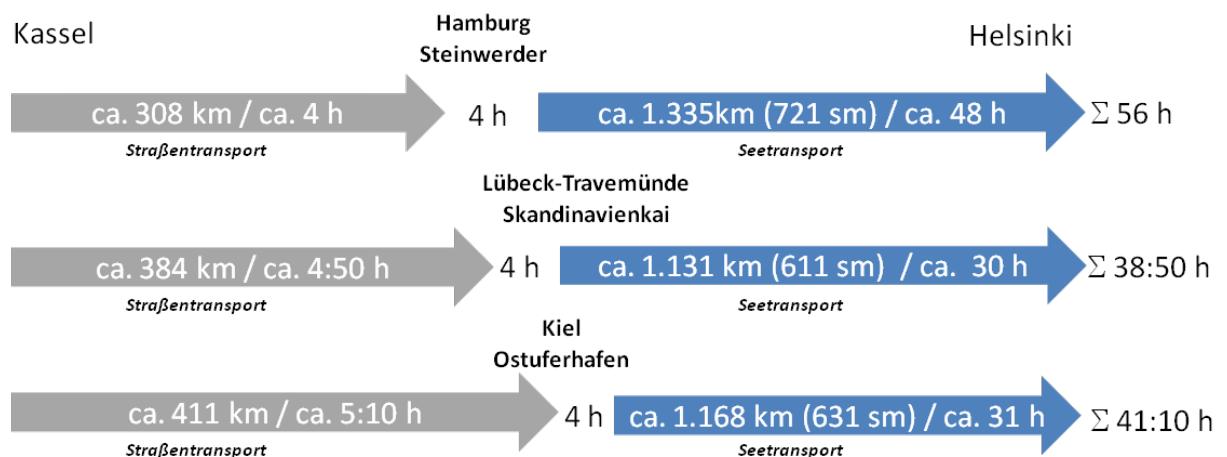 Kassel
Hamburg
Steinwerder
Helsinki
ca. 308 km / ca. 4 h
4 h
ca. 1.335km (721 sm) / ca. 48 h
Σ 56 h
Straßentransport
Seetransport
Lübeck-Travemünde
Skandinavienkai
ca. 384 km / ca. 4:50 h
4 h
ca. 1.131 km (611 sm) / ca. 30 h
Σ 38:50 h
Straßentransport
Seetransport
Kiel
Ostuferhafen
ca. 411 km / ca. 5:10 h
4 h
ca. 1.168 km (631 sm) / ca. 31 h
Σ 41:10 h
Straßentransport
Seetransport